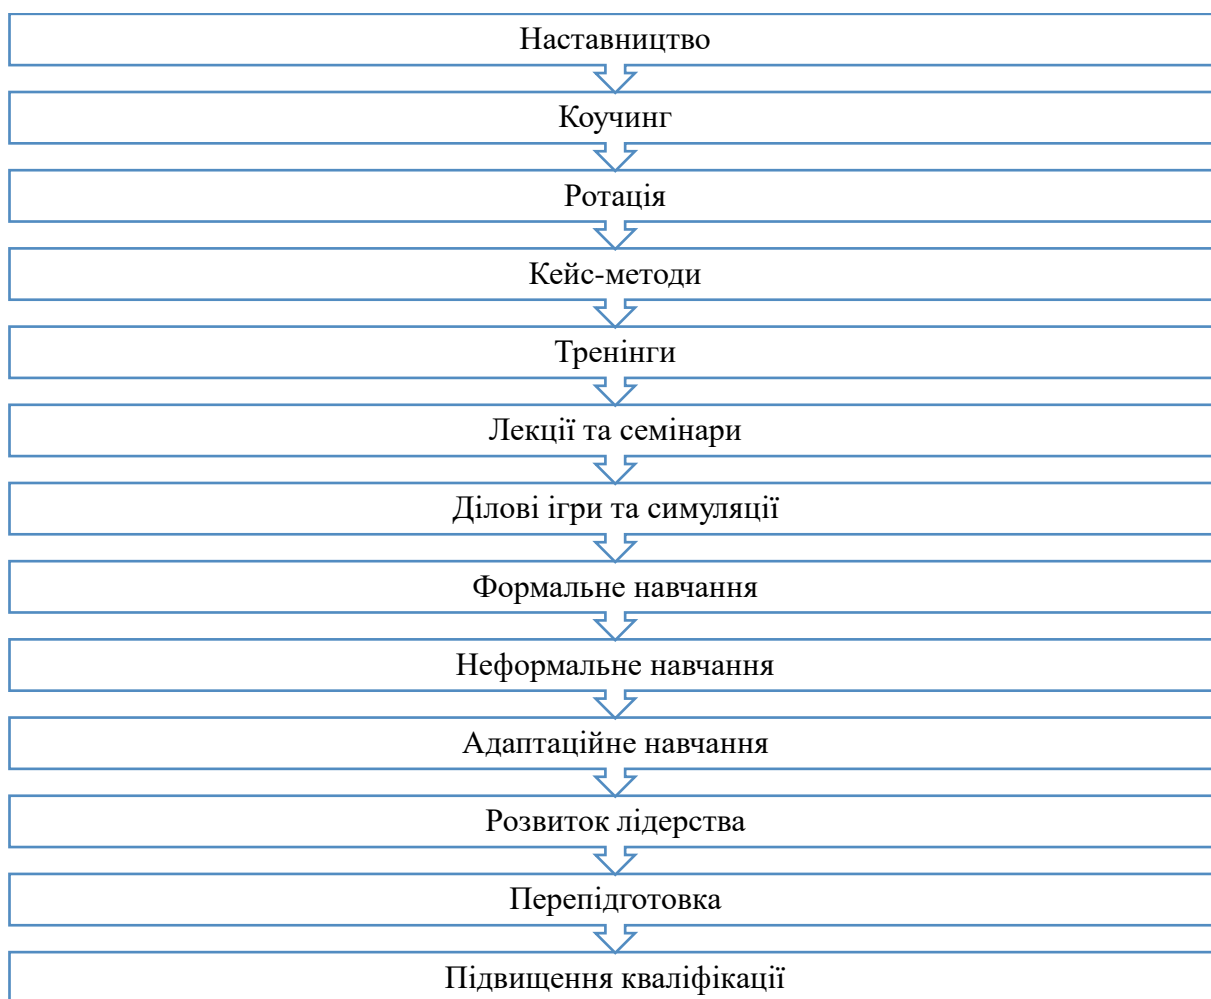 Наставництво
Коучинг
Ротація
Кейс-методи
Тренінги
Лекції та семінари
Ділові ігри та симуляції
Формальне навчання
Неформальне навчання
Адаптаційне навчання
Розвиток лідерства
Перепідготовка
Підвищення кваліфікації